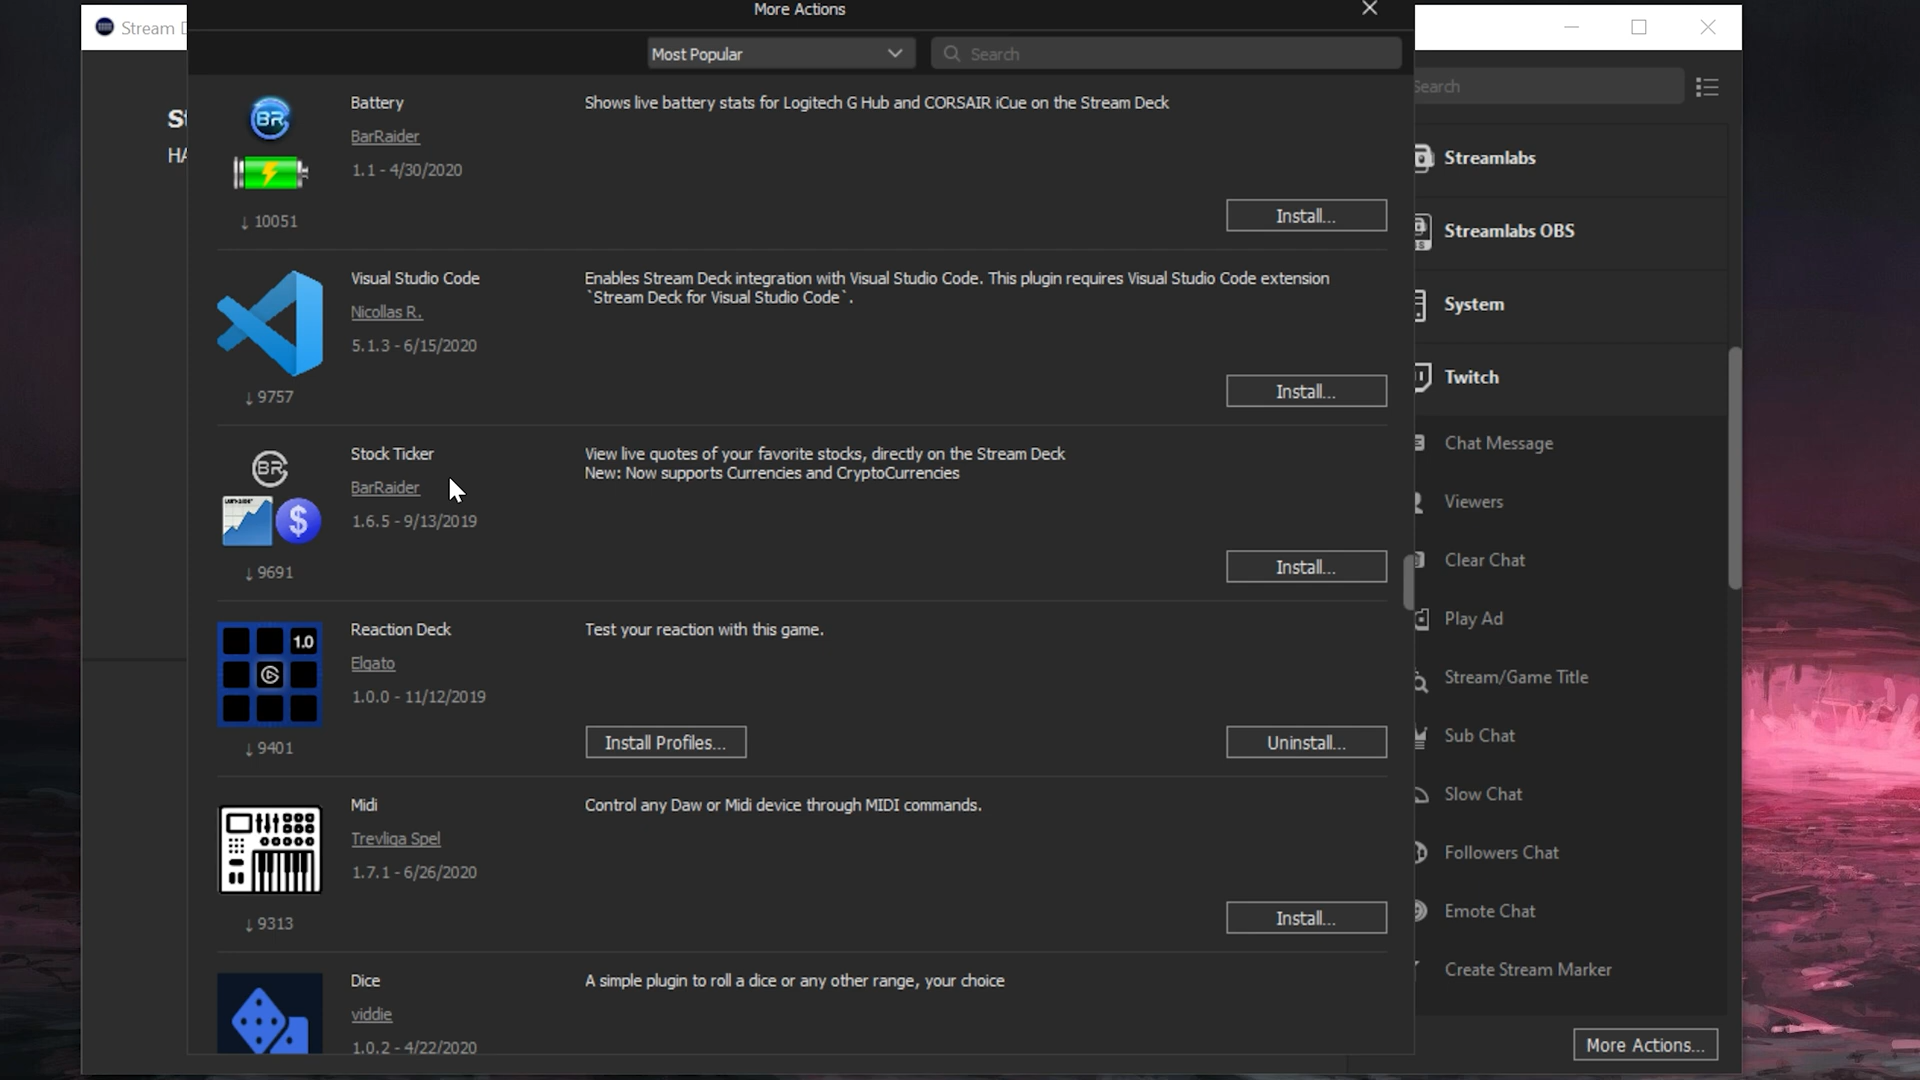 More Actions
Stream D
Most Popular
Search
Search
St
HA
BR
Battery
BarRaider
1.1 - 4/30/2020
↓ 10051
Shows live battery stats for Logitech G Hub and CORSAIR iCue on the Stream Deck
Install...
Visual Studio Code
Nicollas R.
5.1.3 - 6/15/2020
↓ 9757
Enables Stream Deck integration with Visual Studio Code. This plugin requires Visual Studio Code extension
`Stream Deck for Visual Studio Code`.
Install...
BR
$
Stock Ticker
BarRaider
1.6.5 - 9/13/2019
↓ 9691
View live quotes of your favorite stocks, directly on the Stream Deck
New: Now supports Currencies and CryptoCurrencies
Install...
1.0
Reaction Deck
Elgato
1.0.0 - 11/12/2019
↓ 9401
Test your reaction with this game.
Install Profiles...
Uninstall...
Midi
Trevliga Spel
1.7.1 - 6/26/2020
↓ 9313
Control any Daw or Midi device through MIDI commands.
Install...
Dice
viddie
1.0.2 - 4/22/2020
A simple plugin to roll a dice or any other range, your choice
Streamlabs
Streamlabs OBS
System
Twitch
Chat Message
Viewers
Clear Chat
Play Ad
Stream/Game Title
Sub Chat
Slow Chat
Followers Chat
Emote Chat
Create Stream Marker
More Actions...